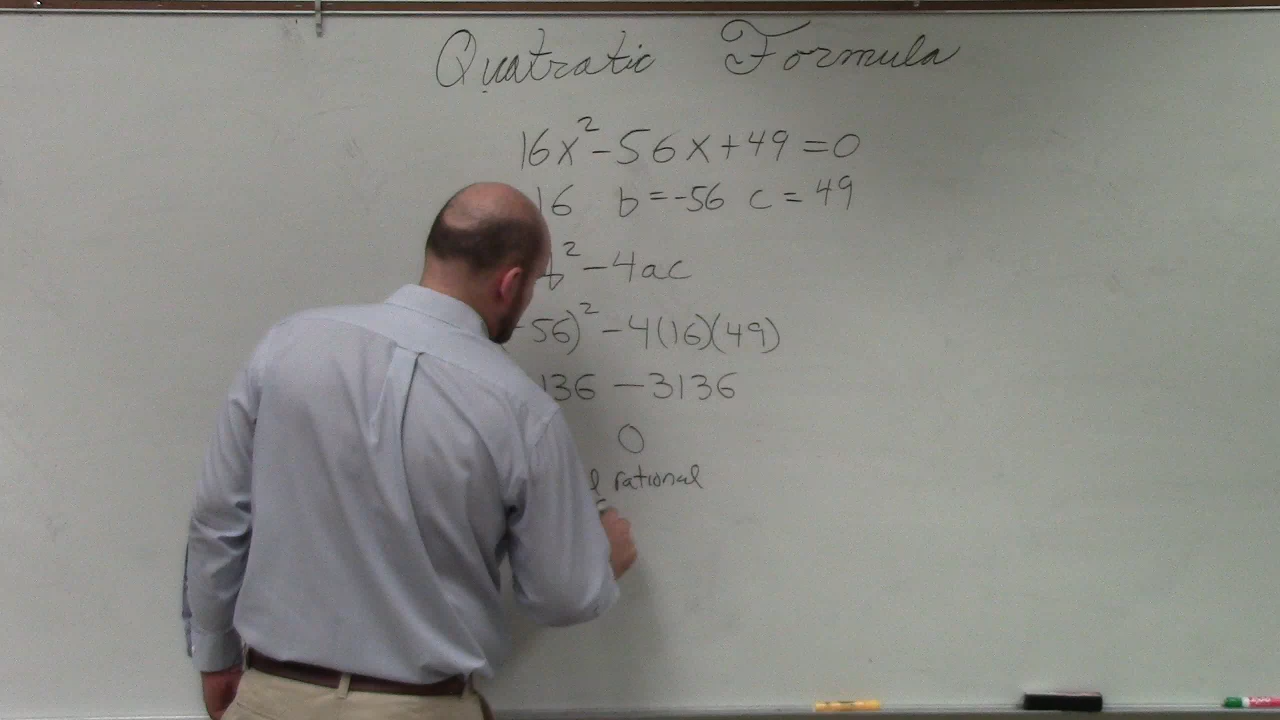 Quatratic Formula
16x²-56x+49=0
16 b=-56 c=49
b²-4ac
-56)²-4(16)(49)
136-3136
0
l rational